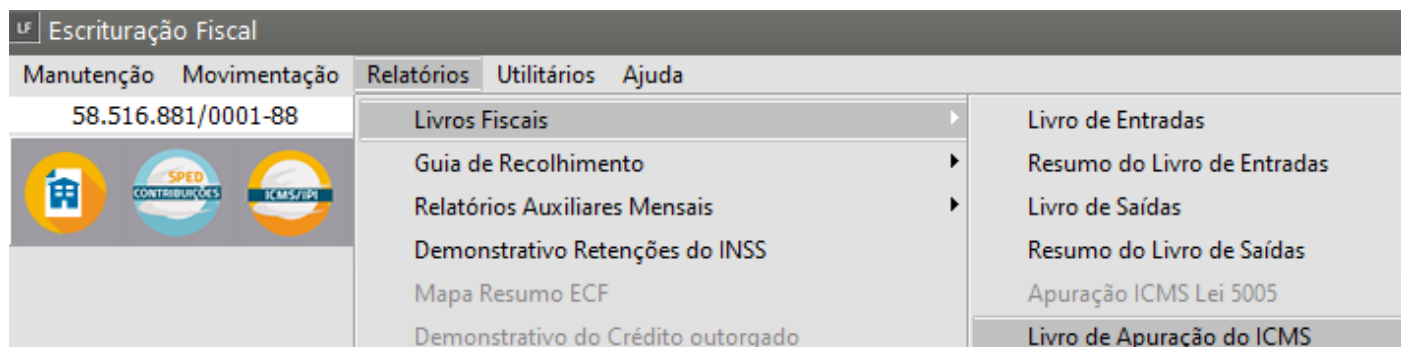 LF Escrituração Fiscal
Manutenção Movimentação Relatórios Utilitários Ajuda
58.516.881/0001-88
SPED
CONTRIBUIÇÕES
ICMS/IPI
Livros Fiscais
Guia de Recolhimento
Relatórios Auxiliares Mensais
Demonstrativo Retenções do INSS
Mapa Resumo ECF
Demonstrativo do Crédito outorgado
Livro de Entradas
Resumo do Livro de Entradas
Livro de Saídas
Resumo do Livro de Saídas
Apuração ICMS Lei 5005
Livro de Apuração do ICMS